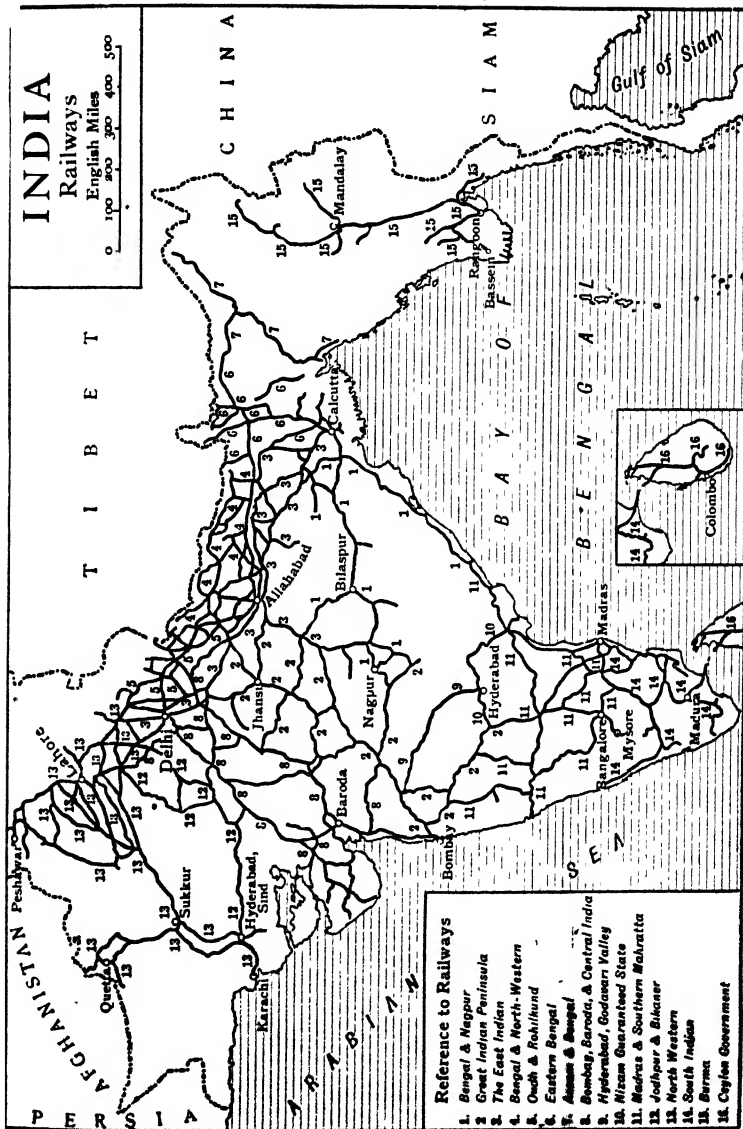 INDIA
Railways
English Miles
0 100 200 300 400 500
CHINA
SIAM
Gulf of Siam
TIBET
AFGHANISTAN
PERSIA
ARABIAN
SEA
BAY OF
BENGAL
Peshawar
Lahore
Quetta
Sukkur
Hyderabad,
Sind
Karachi
Delhi
Jhansi
Allahabad
Baroda
Bombay
Nagpur
Bilaspur
Calcutta
Hyderabad
Madras
Bangalore
Mysore
Madura
Mandalay
Rangoon
Bassein
Colombo
Reference to Railways
1. Bengal & Nagpur
2 Great Indian Peninsula
3. The East Indian
4. Bengal & North-Western
5. Oudh & Rohilkund
6. Eastern Bengal
7. Assam & Bengal
8. Bombay, Baroda, & Central India
9. Hyderabad, Godavari Valley
10. Nizam Guaranteed State
11. Madras & Southern Mahratta
12. Jodhpur & Bikaner
13. North Western
14. South Indian
15. Burma
16. Ceylon Government